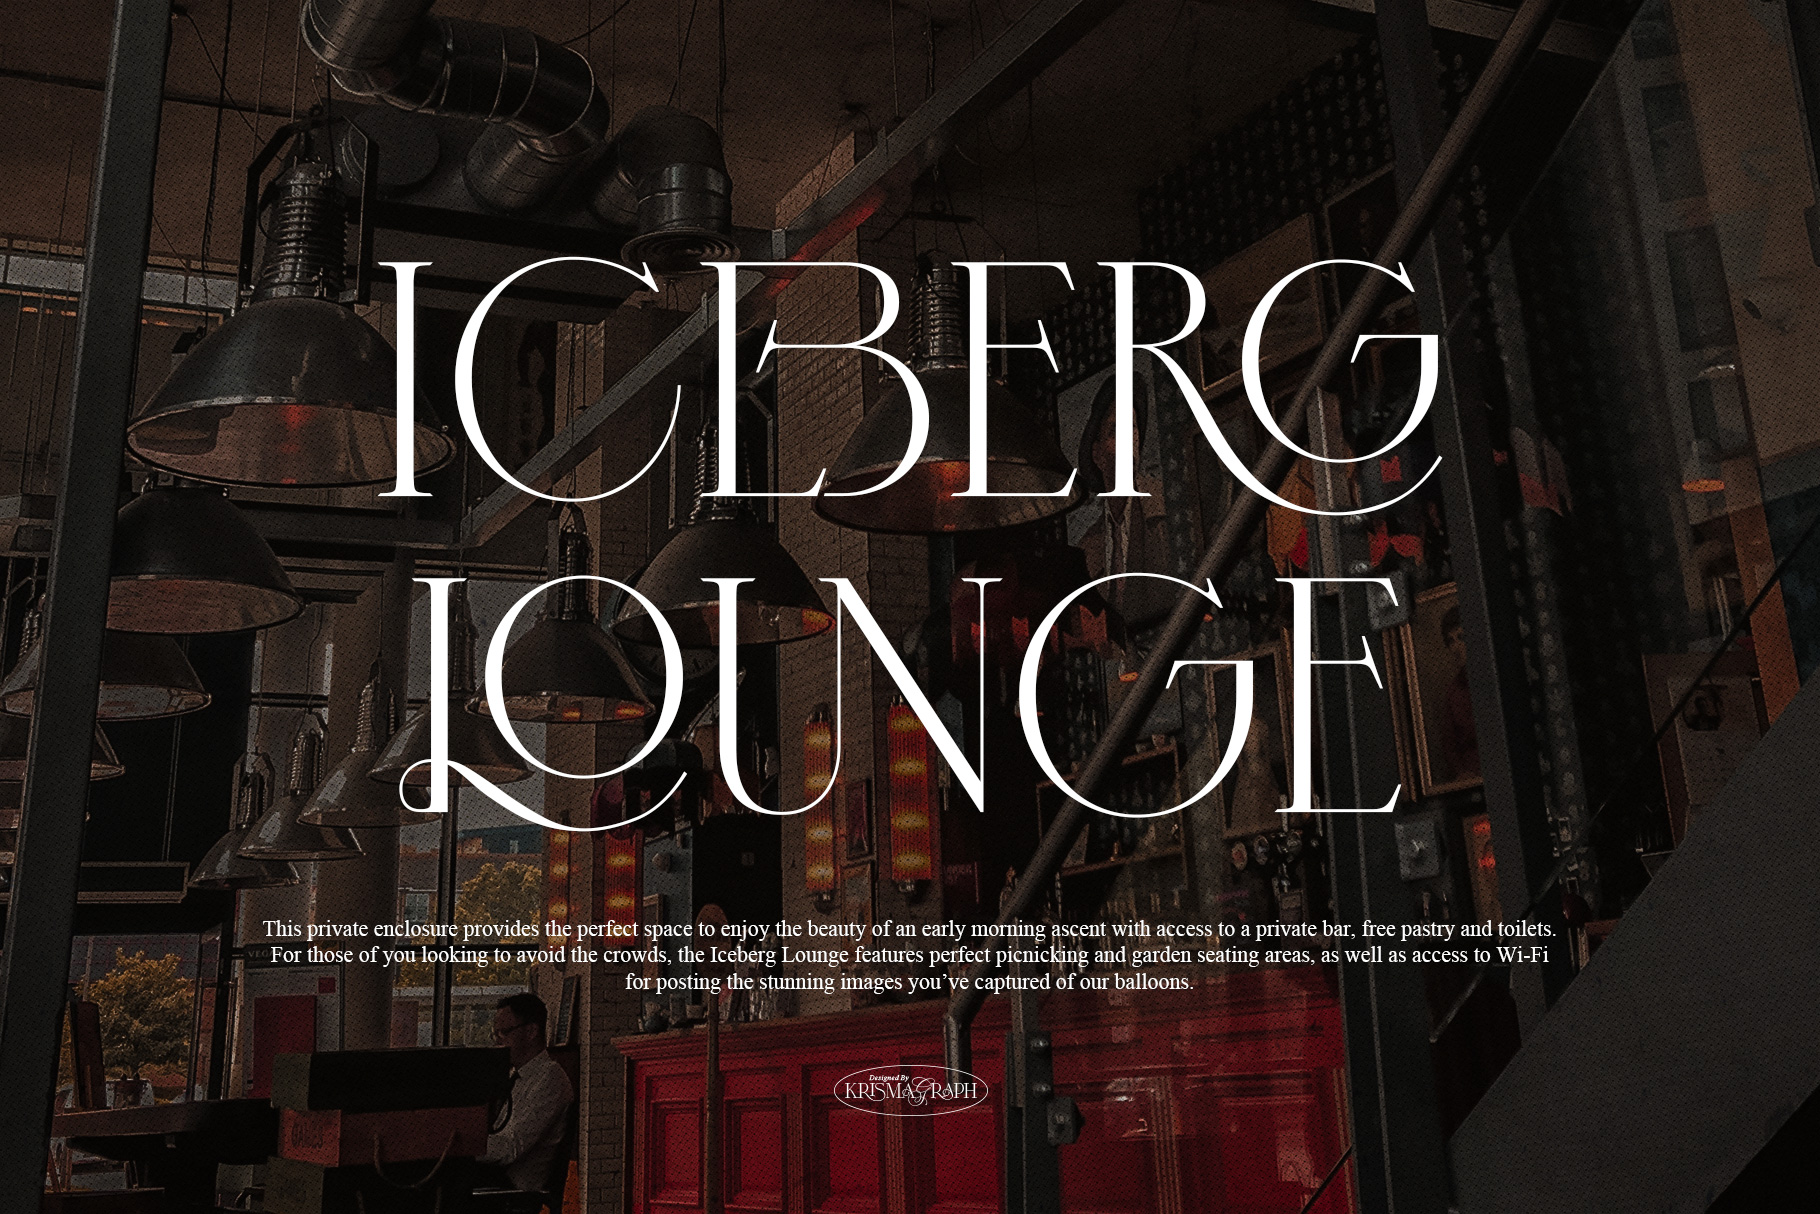 ICEBERG
LOUNGE
This private enclosure provides the perfect space to enjoy the beauty of an early morning ascent with access to a private bar, free pastry and toilets.
For those of you looking to avoid the crowds, the Iceberg Lounge features perfect picnicking and garden seating areas, as well as access to Wi-Fi
for posting the stunning images you’ve captured of our balloons.
Designed By
KRISMAGRAPH